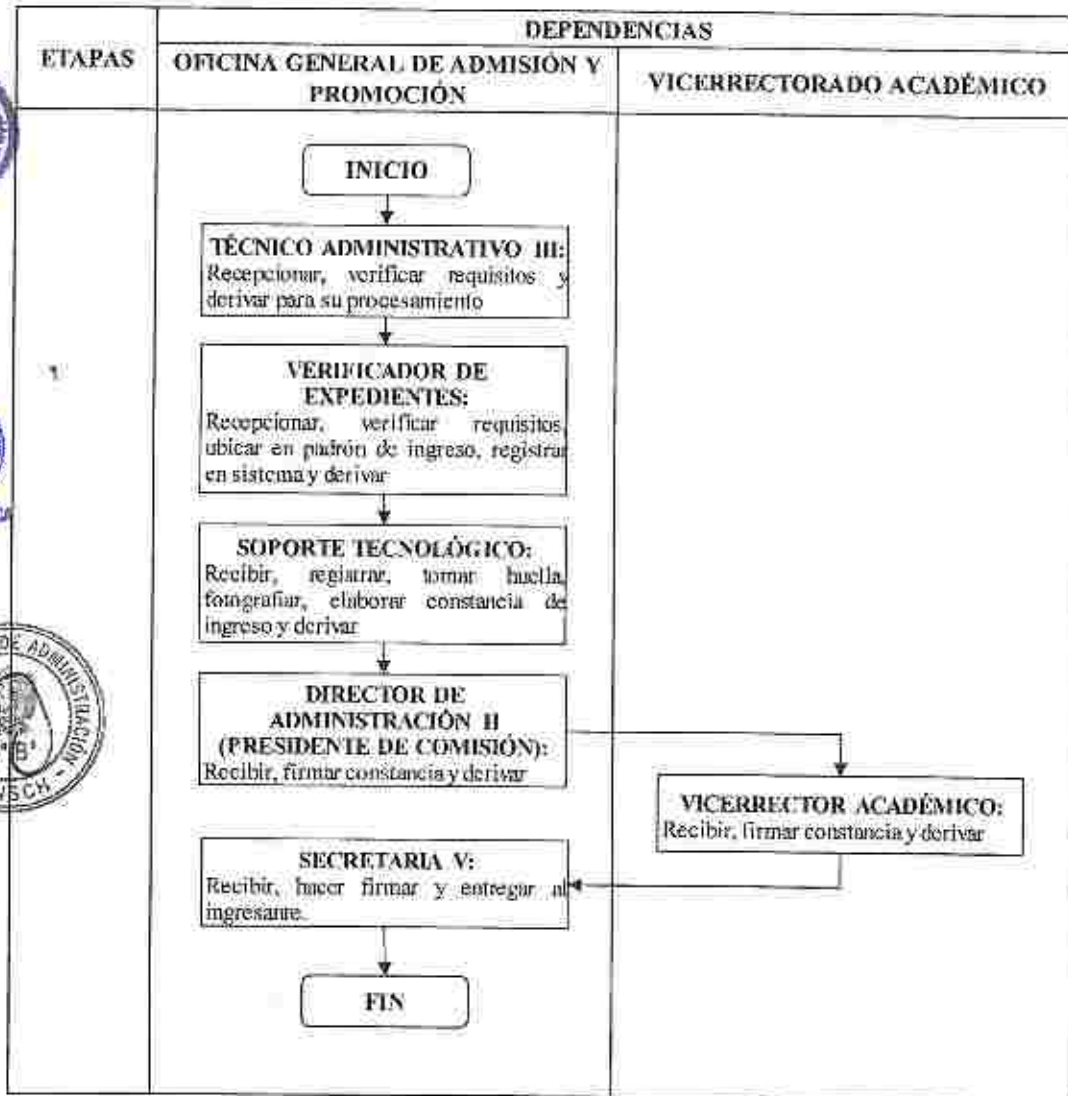 DEPENDENCIAS
ETAPAS
OFICINA GENERAL DE ADMISIÓN Y
PROMOCIÓN
VICERRECTORADO ACADÉMICO
INICIO
TÉCNICO ADMINISTRATIVO III:
Recepcionar, verificar requisitos y
derivar para su procesamiento
1
VERIFICADOR DE
EXPEDIENTES:
Recepcionar, verificar requisitos,
ubicar en padrón de ingreso, registrar
en sistema y derivar
SOPORTE TECNOLÓGICO:
Recibir, registrar, tomar huella,
fotografiar, elaborar constancia de
ingreso y derivar
DE ADMINISTRACIÓN -
"B"
DIRECTOR DE
ADMINISTRACIÓN II
(PRESIDENTE DE COMISIÓN):
Recibir, firmar constancia y derivar
VICERRECTOR ACADÉMICO:
Recibir, firmar constancia y derivar
SECRETARIA V:
Recibir, hacer firmar y entregar al
ingresante.
FIN